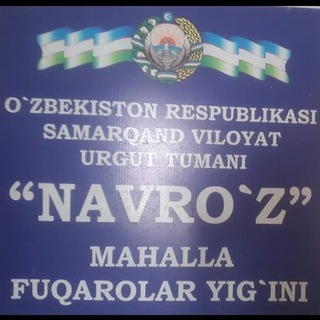 O`ZBEKISTON RESPUBLIKASI
SAMARQAND VILOYAT
URGUT TUMANI
“NAVRO`Z”
MAHALLA
FUQAROLAR YIG`INI